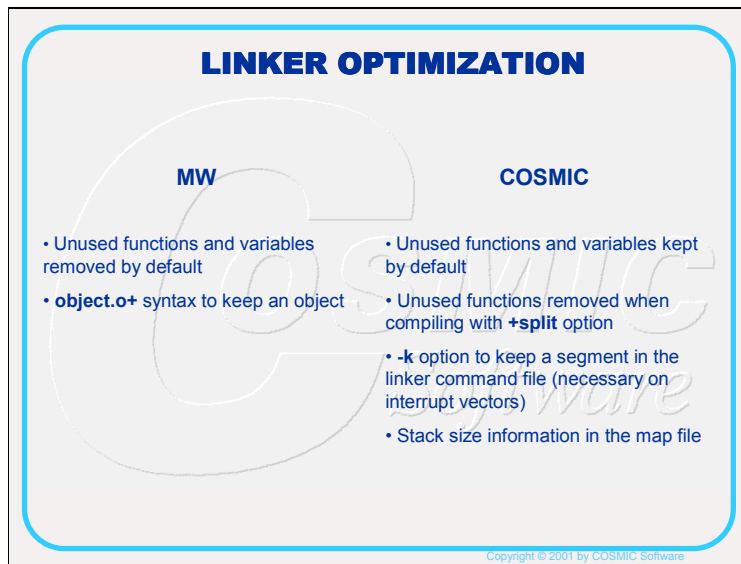 LINKER OPTIMIZATION
MW
• Unused functions and variables
removed by default
• object.o+ syntax to keep an object
COSMIC
• Unused functions and variables kept
by default
• Unused functions removed when
compiling with +split option
• -k option to keep a segment in the
linker command file (necessary on
interrupt vectors)
• Stack size information in the map file
COSMIC
Software
Copyright © 2001 by COSMIC Software